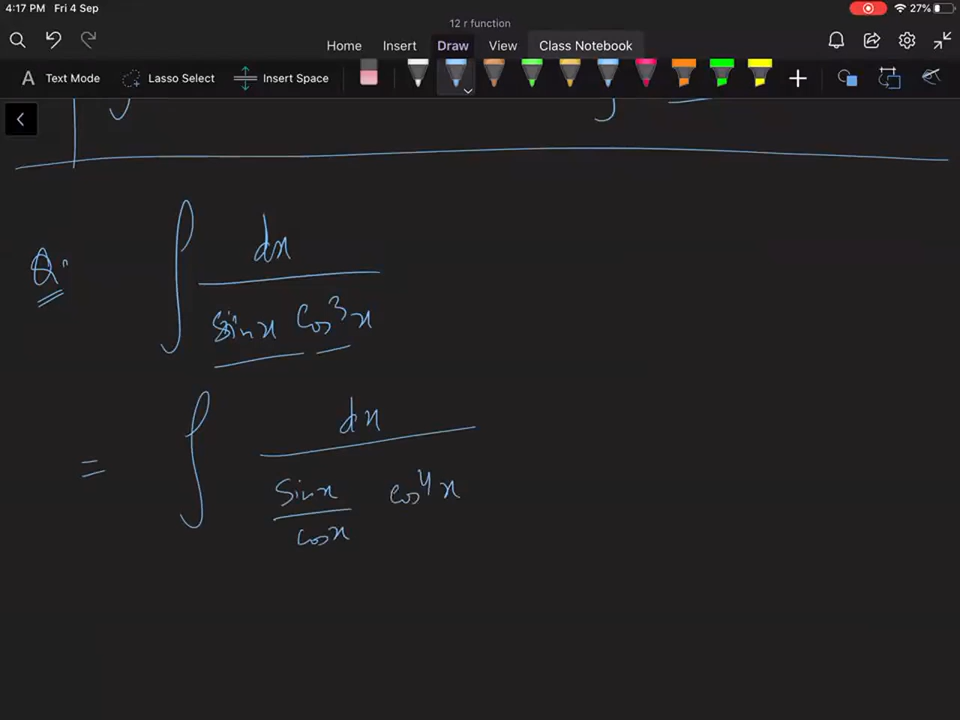 4:17 PM Fri 4 Sep
27%
12 r function
Home Insert Draw View Class Notebook
A Text Mode Lasso Select Insert Space
Q:
∫ dx / (sinx cos³x)
= ∫ dx / ((sinx / cosx) cos⁴x)